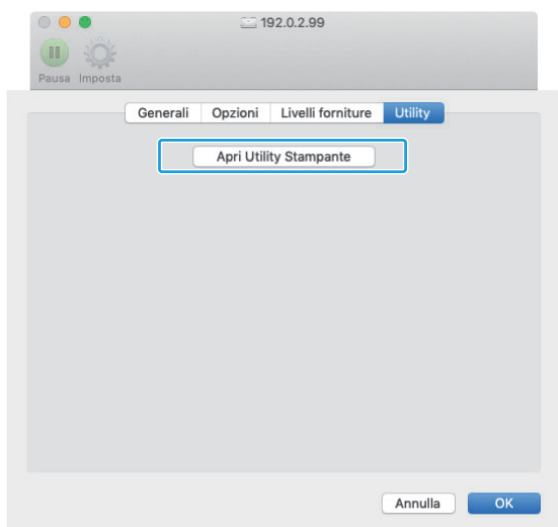 192.0.2.99
Pausa Imposta
Generali Opzioni Livelli forniture Utility
Apri Utility Stampante
Annulla OK